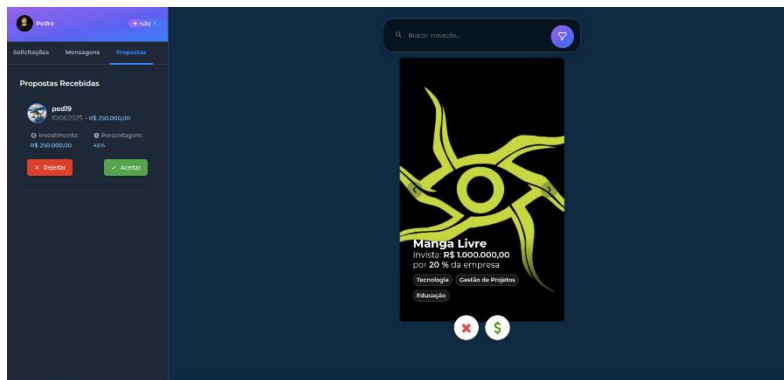 Pedro
ruby
Solicitações Mensagens Propostas
Propostas Recebidas
ped19
10/06/2025 - R$ 250.000,00
Investimento: Porcentagem:
R$ 250.000,00 45%
Rejeitar Aceitar
Buscar inovação...
Manga Livre
Invista: R$ 1.000.000,00
por 20 % da empresa
Tecnologia Gestão de Projetos
Educação